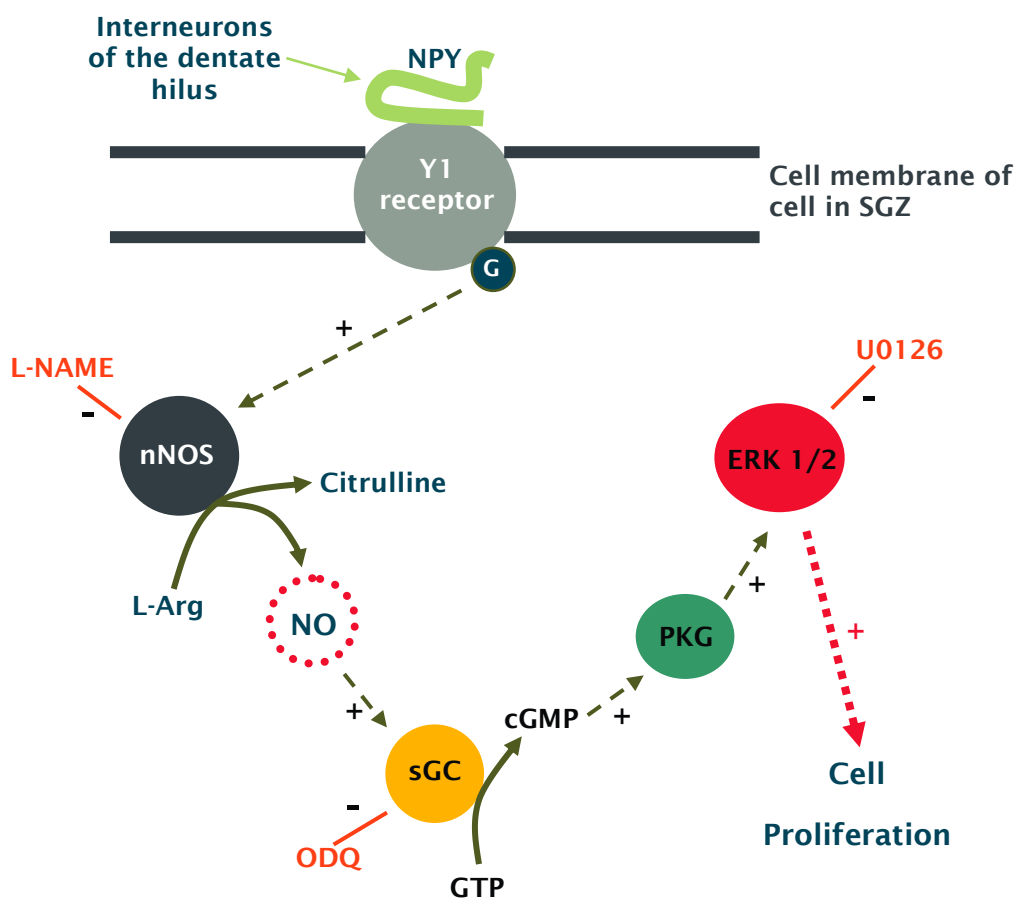 Interneurons
of the dentate
hilus
NPY
Y1
receptor
Cell membrane of
cell in SGZ
G
+
L-NAME
-
nNOS
Citrulline
L-Arg
NO
+
sGC
-
ODQ
GTP
cGMP
+
PKG
+
ERK 1/2
U0126
-
+
Cell
Proliferation